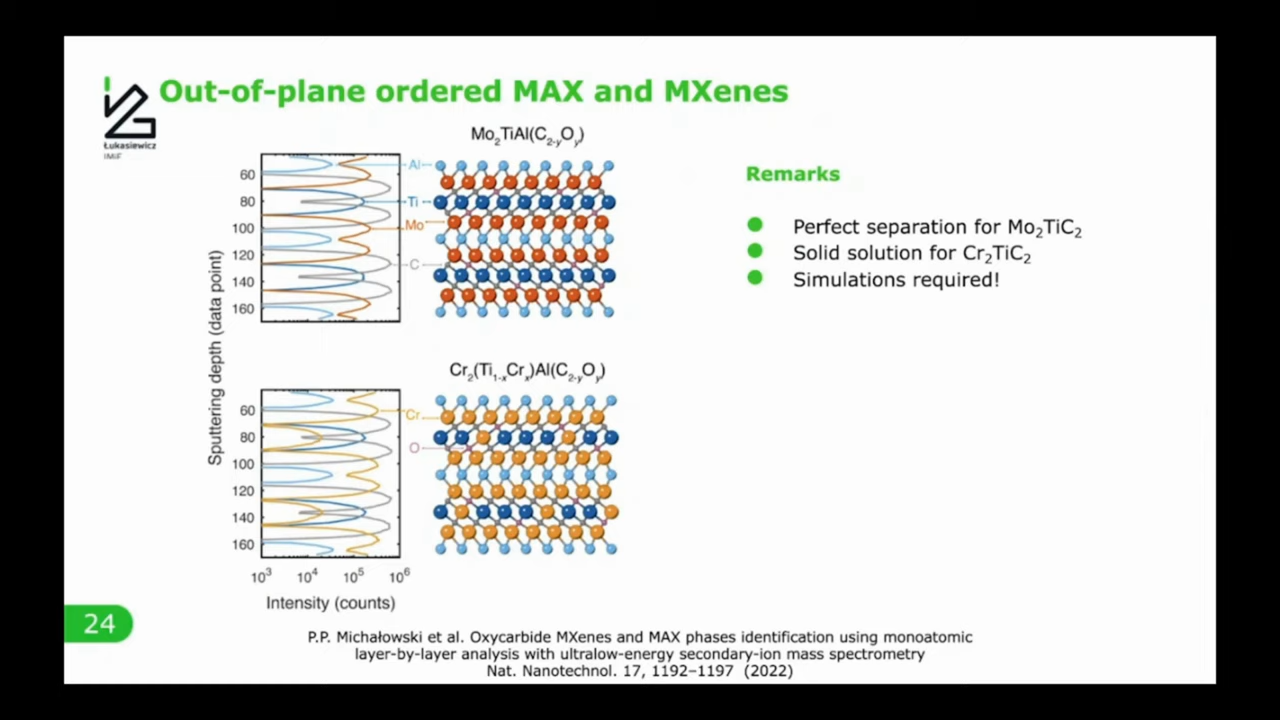 Out-of-plane ordered MAX and MXenes
Łukasiewicz
IMiF
Mo₂TiAl(C₂₋yOy)
60
80
100
120
140
160
Al
Ti
Mo
C
Sputtering depth (data point)
Cr₂(Ti₁₋ₓCrₓ)Al(C₂₋yOy)
60
80
100
120
140
160
Cr
O
10³ 10⁴ 10⁵ 10⁶
Intensity (counts)
Remarks
Perfect separation for Mo₂TiC₂
Solid solution for Cr₂TiC₂
Simulations required!
24
P.P. Michałowski et al. Oxycarbide MXenes and MAX phases identification using monoatomic
layer-by-layer analysis with ultralow-energy secondary-ion mass spectrometry
Nat. Nanotechnol. 17, 1192–1197 (2022)